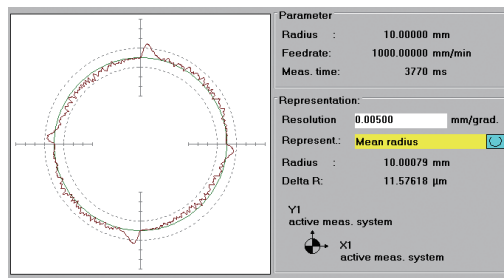 Parameter
Radius : 10.00000 mm
Feedrate: 1000.00000 mm/min
Meas. time: 3770 ms
Representation:
Resolution 0.00500 mm/grad.
Represent.: Mean radius
Radius : 10.00079 mm
Delta R: 11.57618 μm
Y1
active meas. system
X1
active meas. system